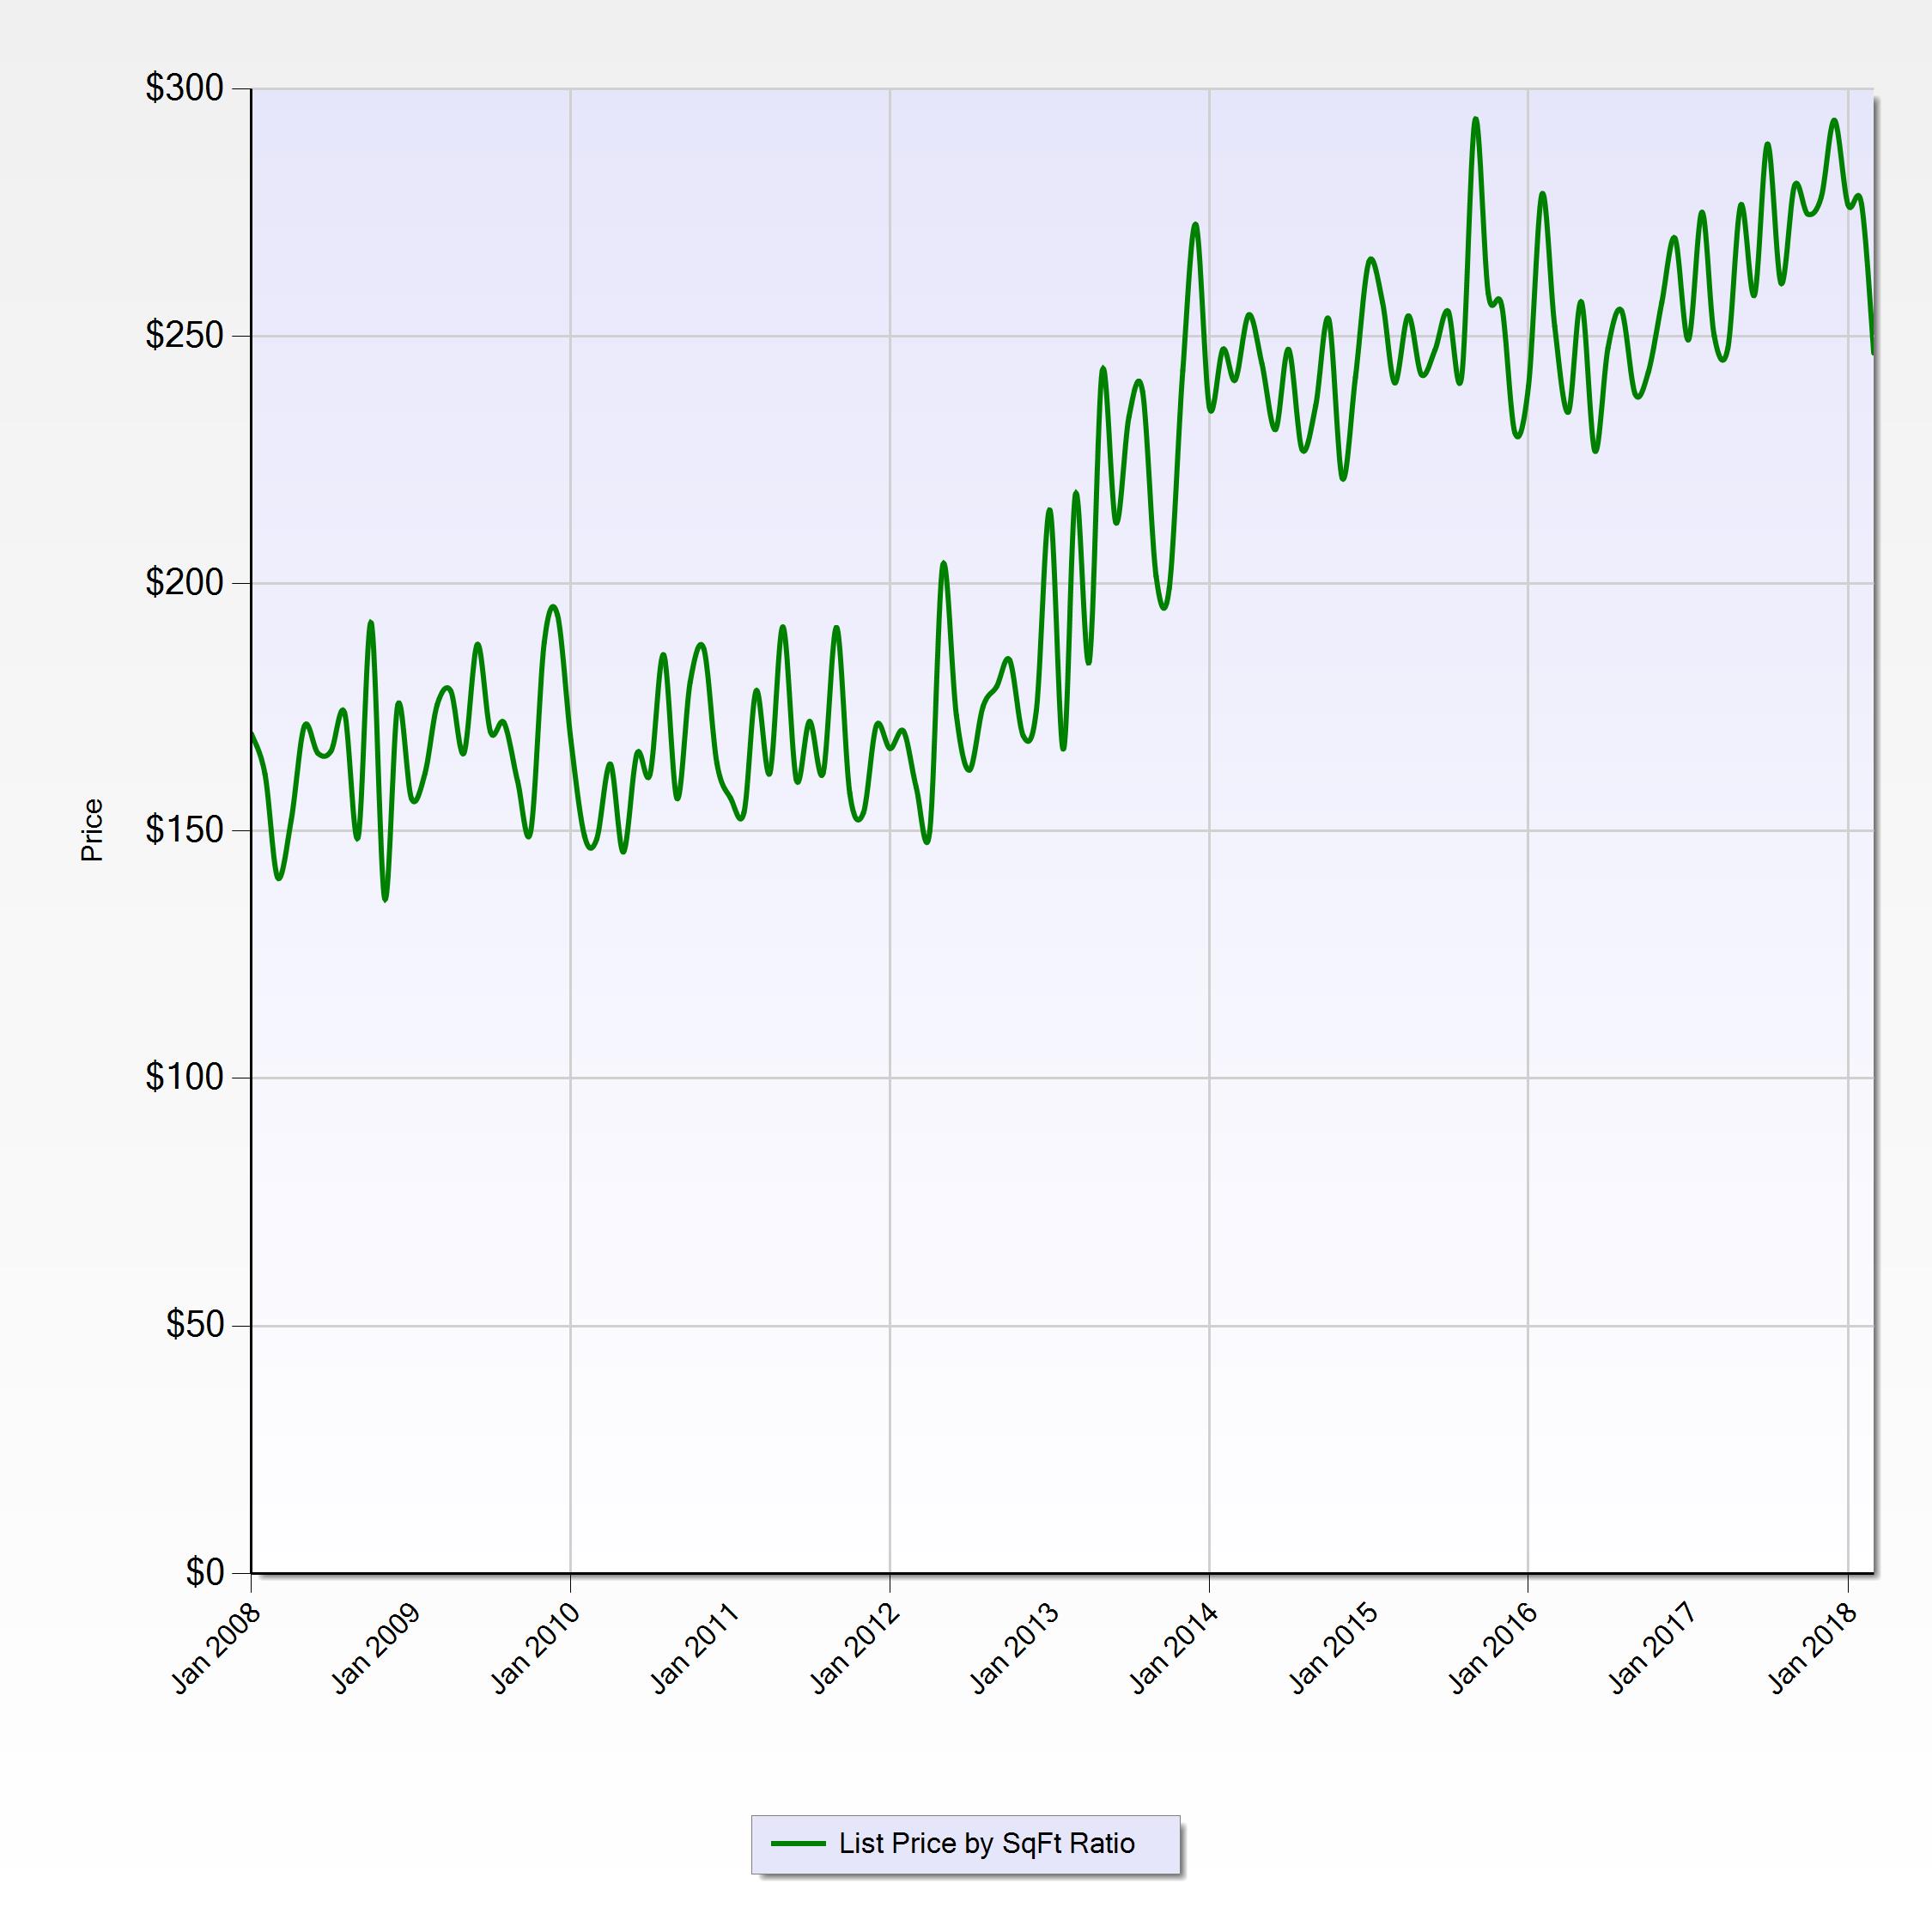 $300
$250
$200
$150
$100
$50
$0
Price
Jan 2008
Jan 2009
Jan 2010
Jan 2011
Jan 2012
Jan 2013
Jan 2014
Jan 2015
Jan 2016
Jan 2017
Jan 2018
List Price by SqFt Ratio